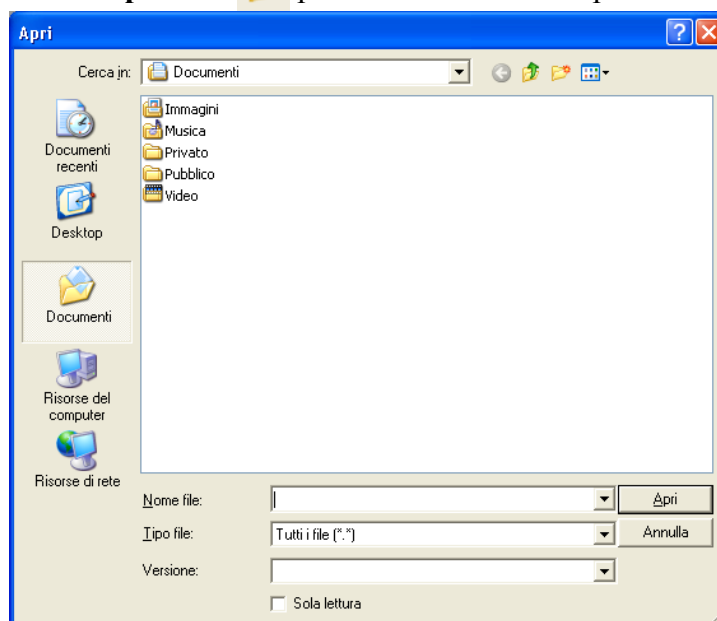 Apri
Cerca in:
Documenti
Documenti
recenti
Desktop
Documenti
Risorse del
computer
Risorse di rete
Immagini
Musica
Privato
Pubblico
Video
Nome file:
Apri
Tipo file:
Tutti i file (*.*)
Annulla
Versione:
Sola lettura